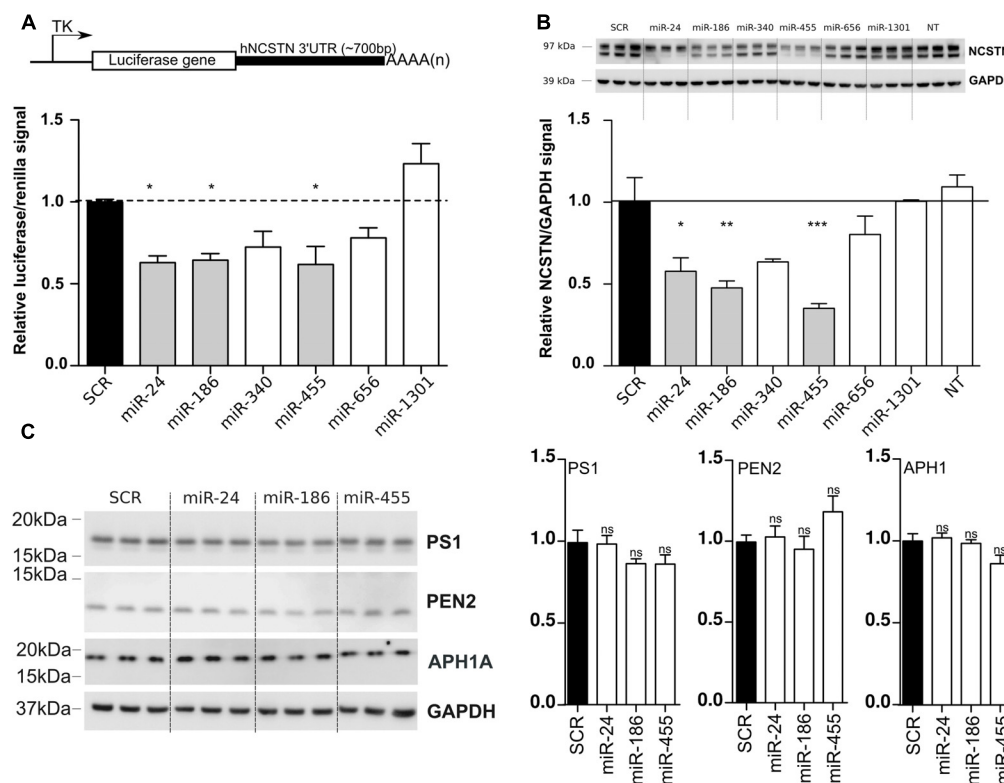 A
TK
hNCSTN 3'UTR (~700bp)
Luciferase gene
AAAA(n)
Relative luciferase/renilla signal
1.5
1.0
0.5
0.0
* * *
SCR
miR-24
miR-186
miR-340
miR-455
miR-656
miR-1301
B
SCR miR-24 miR-186 miR-340 miR-455 miR-656 miR-1301 NT
97 kDa
NCSTN
39 kDa
GAPD
Relative NCSTN/GAPDH signal
1.5
1.0
0.5
0.0
* ** ***
SCR
miR-24
miR-186
miR-340
miR-455
miR-656
miR-1301
NT
C
SCR miR-24 miR-186 miR-455
20kDa
PS1
15kDa
15kDa
PEN2
20kDa
APH1A
15kDa
37kDa
GAPDH
PS1
1.5
1.0
0.5
0.0
ns ns ns
SCR
miR-24
miR-186
miR-455
PEN2
1.5
1.0
0.5
0.0
ns ns ns
SCR
miR-24
miR-186
miR-455
APH1
1.5
1.0
0.5
0.0
ns ns ns
SCR
miR-24
miR-186
miR-455